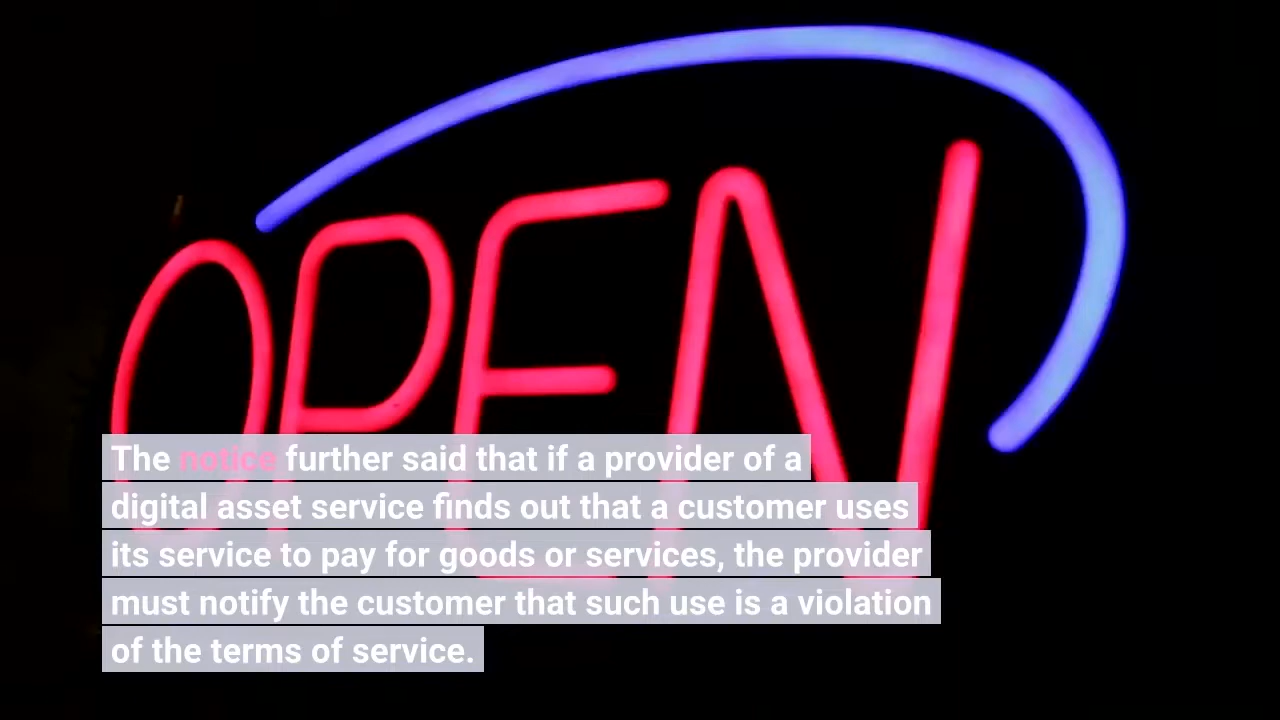 OPEN
The notice further said that if a provider of a
digital asset service finds out that a customer uses
its service to pay for goods or services, the provider
must notify the customer that such use is a violation
of the terms of service.